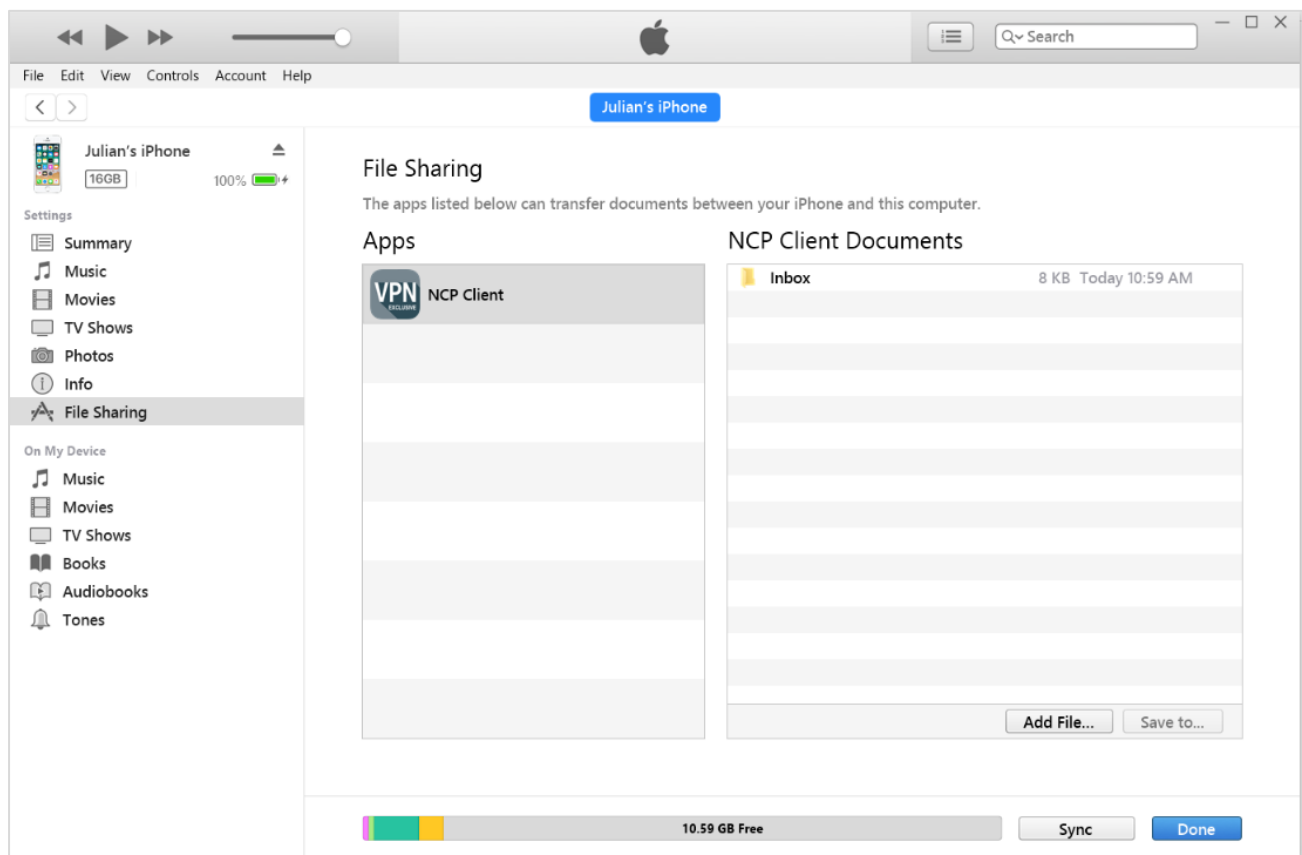 Search
File Edit View Controls Account Help
Julian's iPhone
Julian's iPhone
16GB 100%
Settings
Summary
Music
Movies
TV Shows
Photos
Info
File Sharing
On My Device
Music
Movies
TV Shows
Books
Audiobooks
Tones
File Sharing
The apps listed below can transfer documents between your iPhone and this computer.
Apps
VPN
EXCLUSIVE
NCP Client
NCP Client Documents
Inbox 8 KB Today 10:59 AM
Add File... Save to...
10.59 GB Free Sync Done